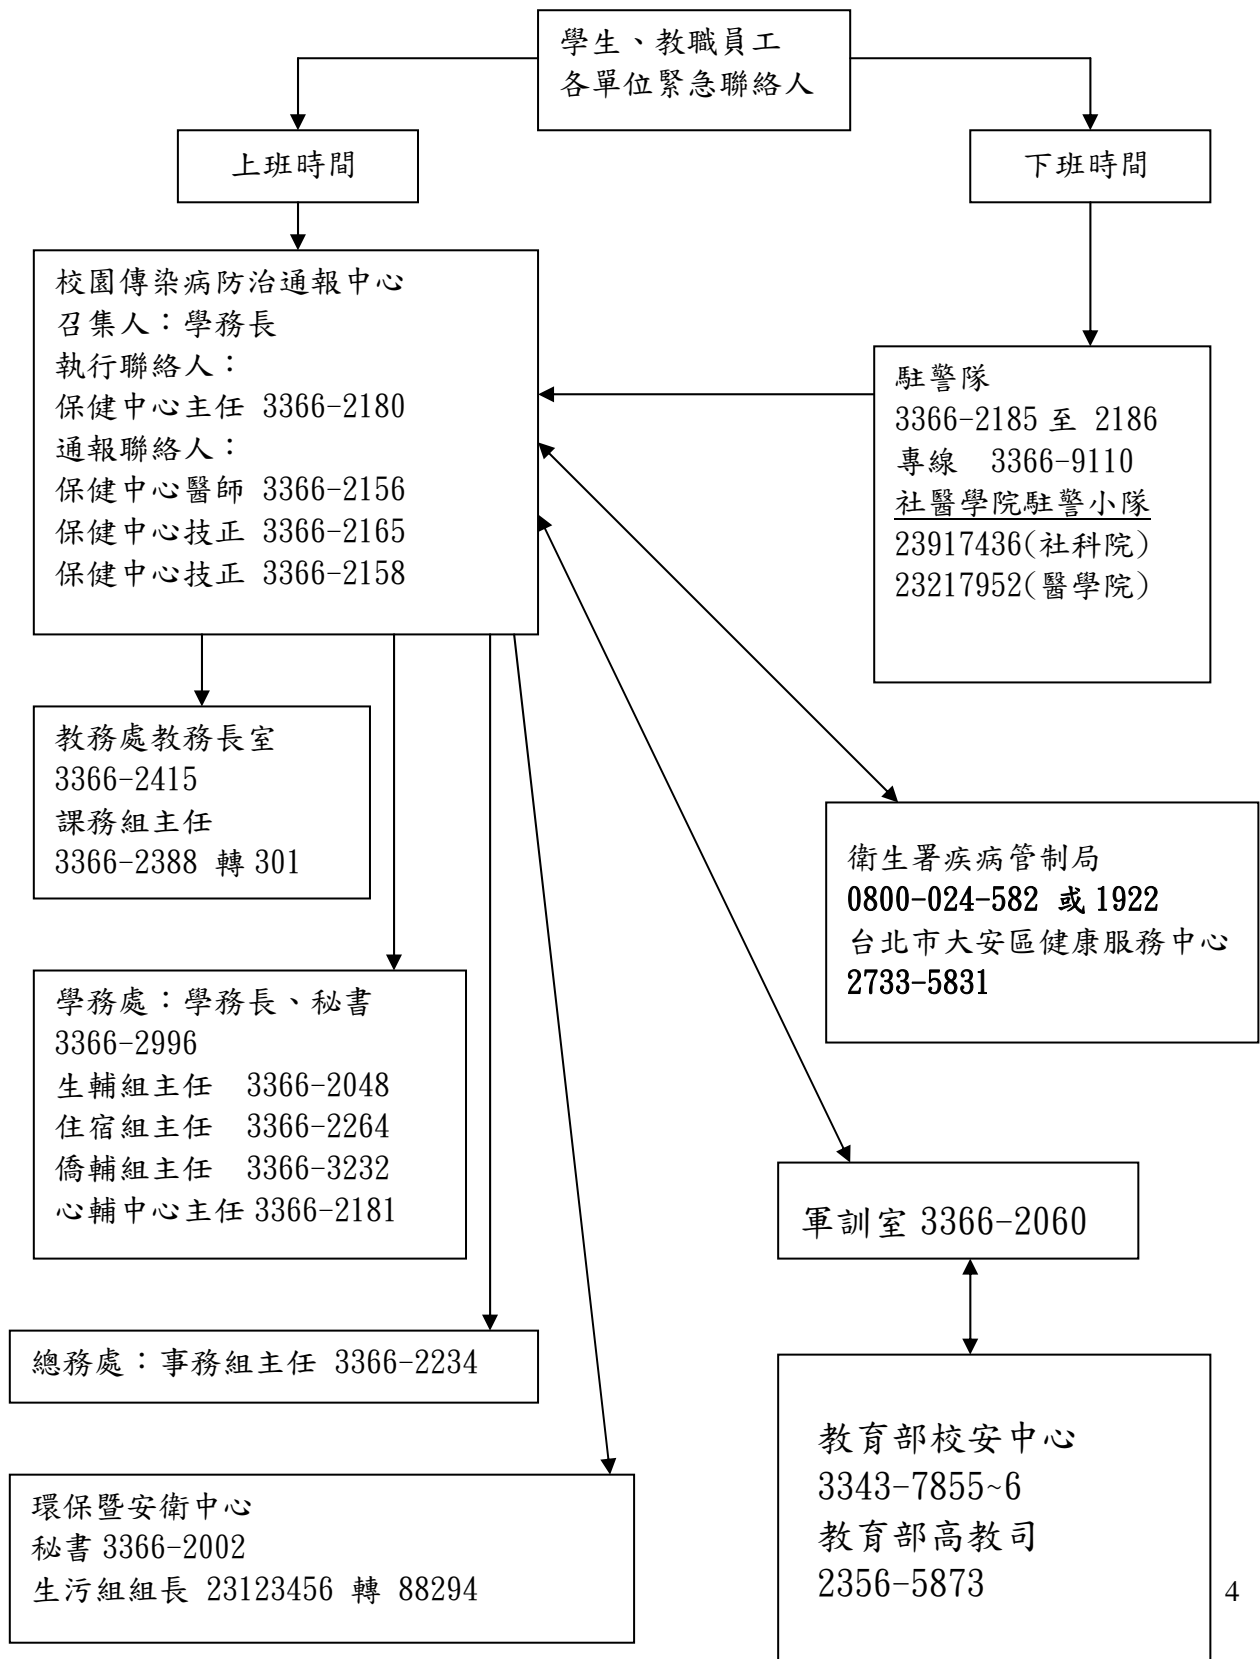 學生、教職員工
各單位緊急聯絡人
上班時間
下班時間
校園傳染病防治通報中心
召集人：學務長
執行聯絡人：
保健中心主任 3366-2180
通報聯絡人：
保健中心醫師 3366-2156
保健中心技正 3366-2165
保健中心技正 3366-2158
駐警隊
3366-2185 至 2186
專線 3366-9110
社醫學院駐警小隊
23917436(社科院)
23217952(醫學院)
教務處教務長室
3366-2415
課務組主任
3366-2388 轉 301
衛生署疾病管制局
0800-024-582 或 1922
台北市大安區健康服務中心
2733-5831
學務處：學務長、秘書
3366-2996
生輔組主任 3366-2048
住宿組主任 3366-2264
僑輔組主任 3366-3232
心輔中心主任 3366-2181
軍訓室 3366-2060
總務處：事務組主任 3366-2234
教育部校安中心
3343-7855~6
教育部高教司
2356-5873
環保暨安衛中心
秘書 3366-2002
生污組組長 23123456 轉 88294
4